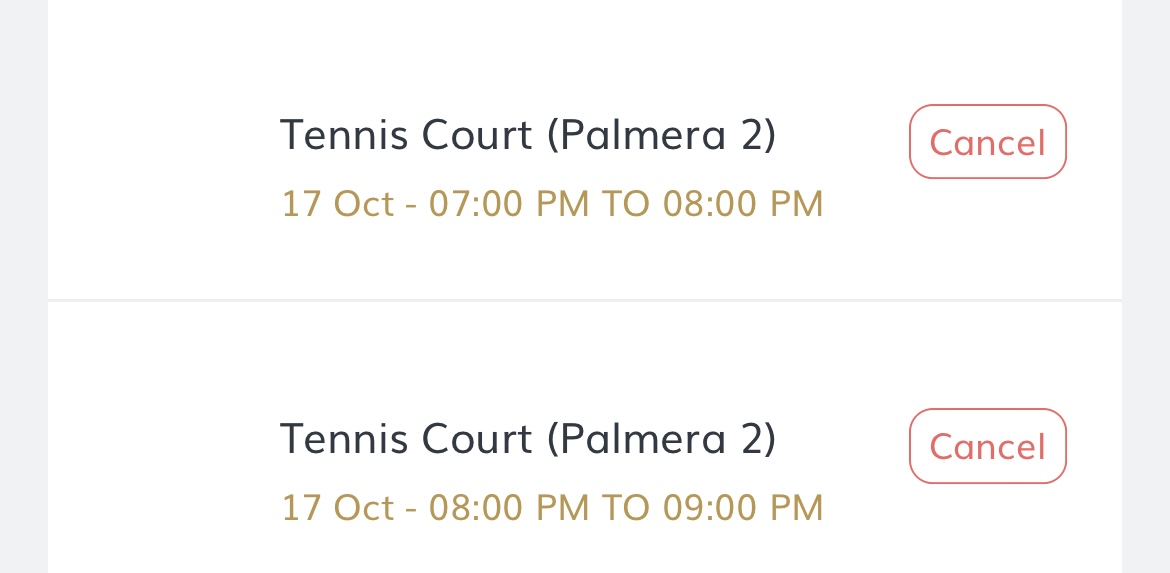 Tennis Court (Palmera 2)
Cancel
17 Oct - 07:00 PM TO 08:00 PM
Tennis Court (Palmera 2)
Cancel
17 Oct - 08:00 PM TO 09:00 PM